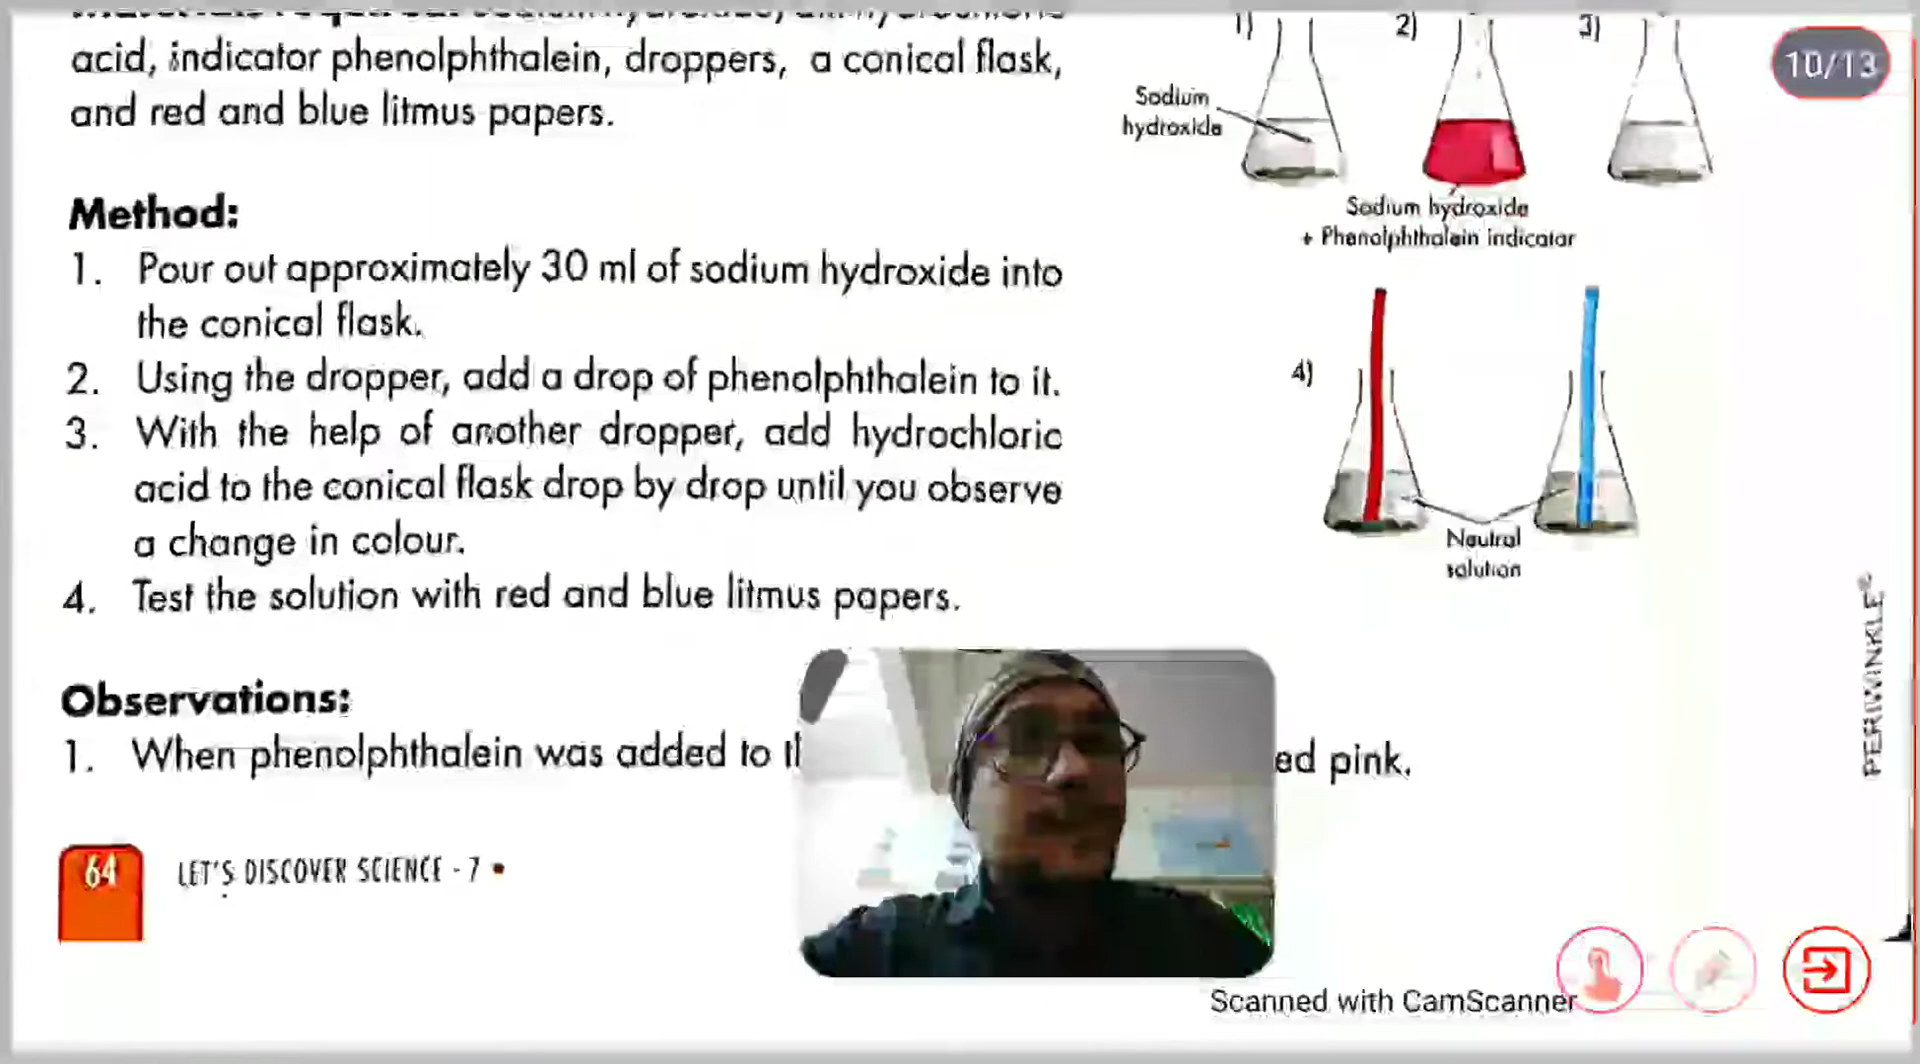 acid, indicator phenolphthalein, droppers, a conical flask,
and red and blue litmus papers.
Method:
1. Pour out approximately 30 ml of sodium hydroxide into
the conical flask.
2. Using the dropper, add a drop of phenolphthalein to it.
3. With the help of another dropper, add hydrochloric
acid to the conical flask drop by drop until you observe
a change in colour.
4. Test the solution with red and blue litmus papers.
Observations:
1. When phenolphthalein was added to ed pink.
64 LET'S DISCOVER SCIENCE - 7
1) 2) 3)
Sodium
hydroxide
Sodium hydroxide
+ Phenolphthalein indicator
4)
Neutral
solution
10/13
PERIWINKLE
Scanned with CamScanner